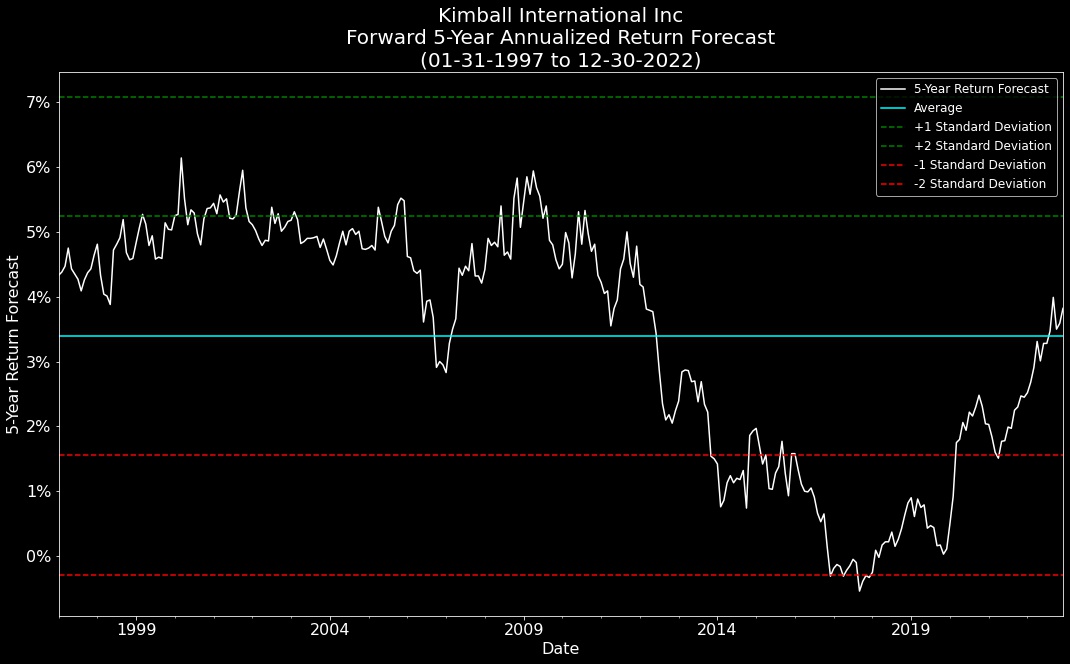 Kimball International Inc
Forward 5-Year Annualized Return Forecast
(01-31-1997 to 12-30-2022)
5-Year Return Forecast
Average
+1 Standard Deviation
+2 Standard Deviation
-1 Standard Deviation
-2 Standard Deviation
7%
6%
5%
4%
3%
2%
1%
0%
5-Year Return Forecast
1999
2004
2009
2014
2019
Date